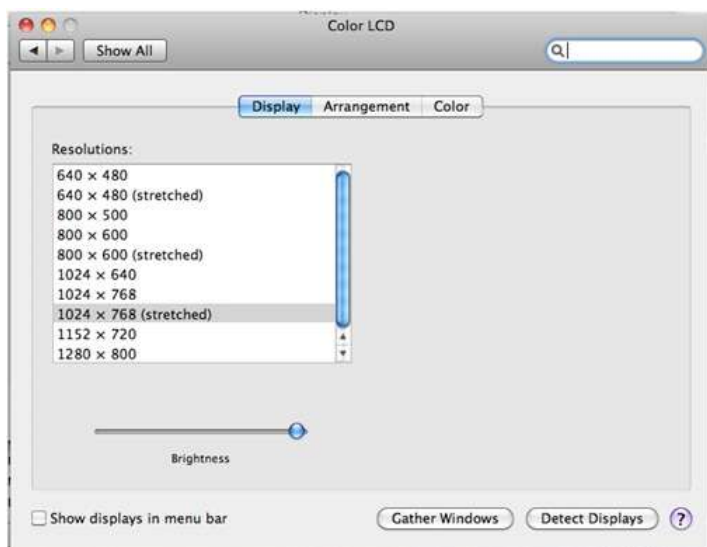 Color LCD
Show All
Display Arrangement Color
Resolutions:
640 × 480
640 × 480 (stretched)
800 × 500
800 × 600
800 × 600 (stretched)
1024 × 640
1024 × 768
1024 × 768 (stretched)
1152 × 720
1280 × 800
Brightness
Show displays in menu bar Gather Windows Detect Displays ?